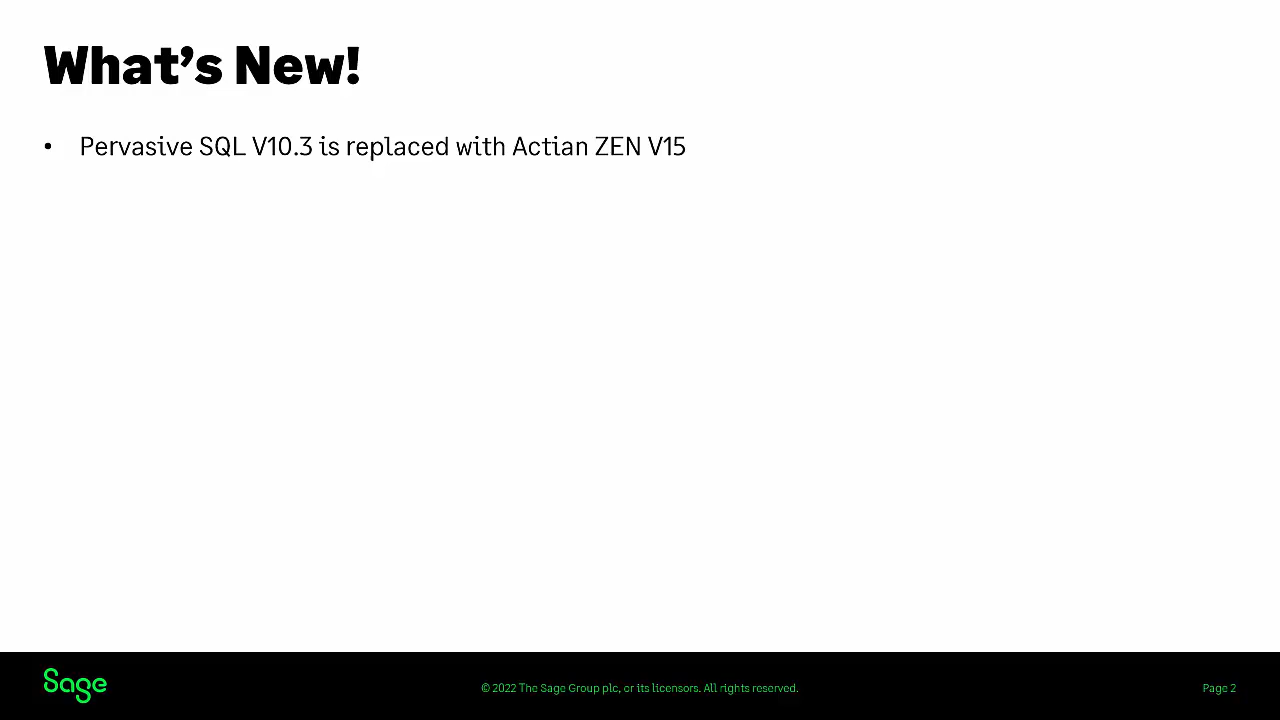 What’s New!
• Pervasive SQL V10.3 is replaced with Actian ZEN V15
Sage
© 2022 The Sage Group plc, or its licensors. All rights reserved.
Page 2